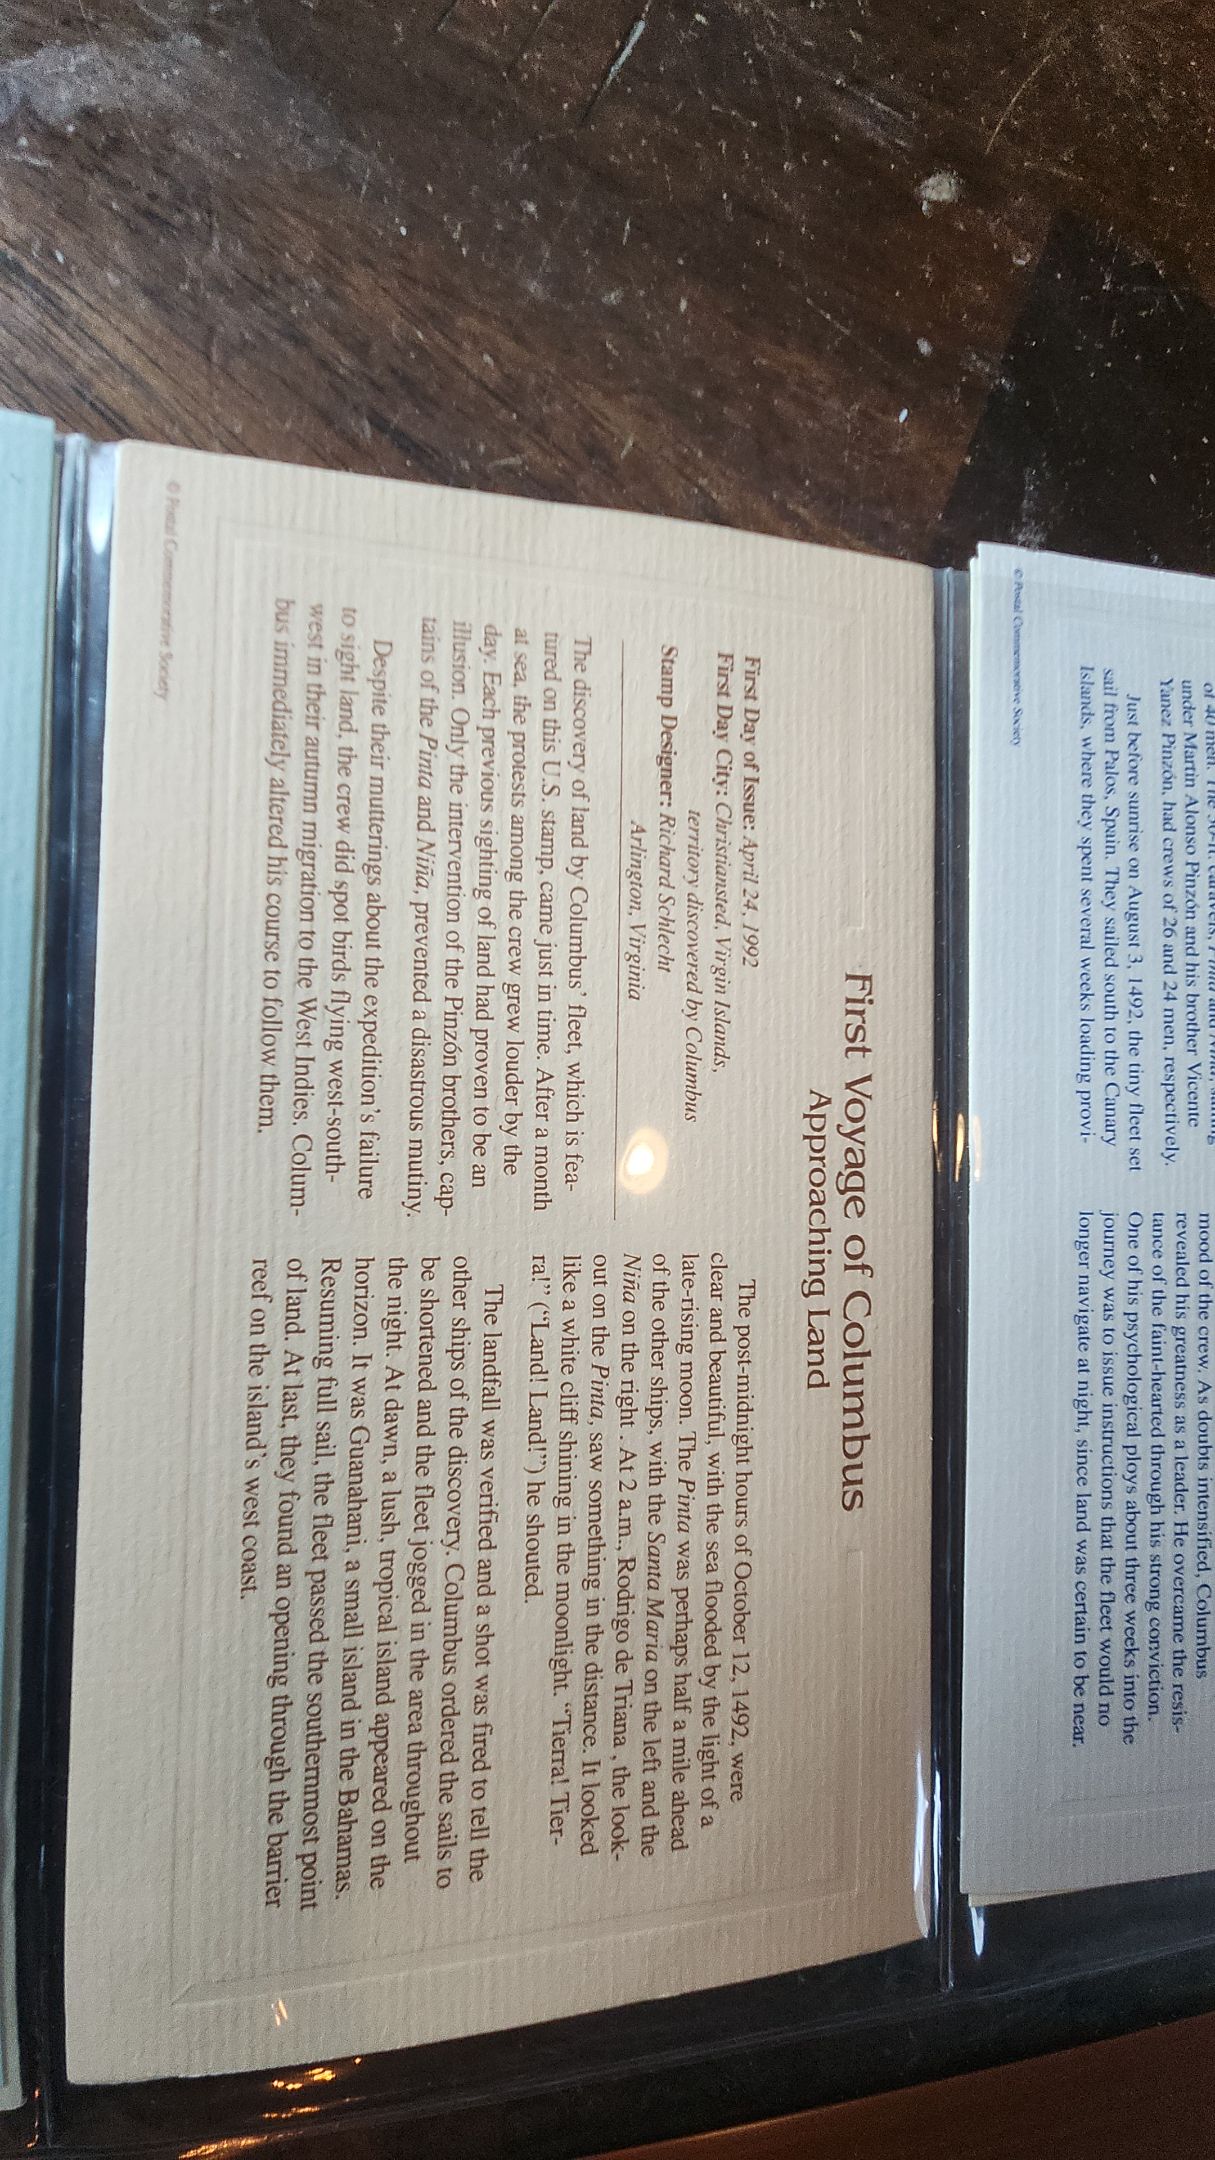 First Voyage of Columbus
Approaching Land
First Day of Issue: April 24, 1992
First Day City: Christiansted, Virgin Islands,
territory discovered by Columbus
Stamp Designer: Richard Schlecht
Arlington, Virginia
The discovery of land by Columbus' fleet, which is fea-
tured on this U.S. stamp, came just in time. After a month
at sea, the protests among the crew grew louder by the
day. Each previous sighting of land had proven to be an
illusion. Only the intervention of the Pinzón brothers, cap-
tains of the Pinta and Niña, prevented a disastrous mutiny.
Despite their mutterings about the expedition's failure
to sight land, the crew did spot birds flying west-south-
west in their autumn migration to the West Indies. Colum-
bus immediately altered his course to follow them.
The post-midnight hours of October 12, 1492, were
clear and beautiful, with the sea flooded by the light of a
late-rising moon. The Pinta was perhaps half a mile ahead
of the other ships, with the Santa Maria on the left and the
Niña on the right . At 2 a.m., Rodrigo de Triana , the look-
out on the Pinta, saw something in the distance. It looked
like a white cliff shining in the moonlight. "Tierra! Tier-
ra!" ("Land! Land!") he shouted.
The landfall was verified and a shot was fired to tell the
other ships of the discovery. Columbus ordered the sails to
be shortened and the fleet jogged in the area throughout
the night. At dawn, a lush, tropical island appeared on the
horizon. It was Guanahani, a small island in the Bahamas.
Resuming full sail, the fleet passed the southernmost point
of land. At last, they found an opening through the barrier
reef on the island's west coast.
© Postal Commemorative Society
of 40 men. The
under Martin Alonso Pinzón and his brother Vicente
Yanez Pinzón, had crews of 26 and 24 men, respectively.
Just before sunrise on August 3, 1492, the tiny fleet set
sail from Palos, Spain. They sailed south to the Canary
Islands, where they spent several weeks loading provi-
mood of the crew. As doubts intensified, Columbus
revealed his greatness as a leader. He overcame the resis-
tance of the faint-hearted through his strong conviction.
One of his psychological ploys about three weeks into the
journey was to issue instructions that the fleet would no
longer navigate at night, since land was certain to be near.
© Postal Commemorative Society